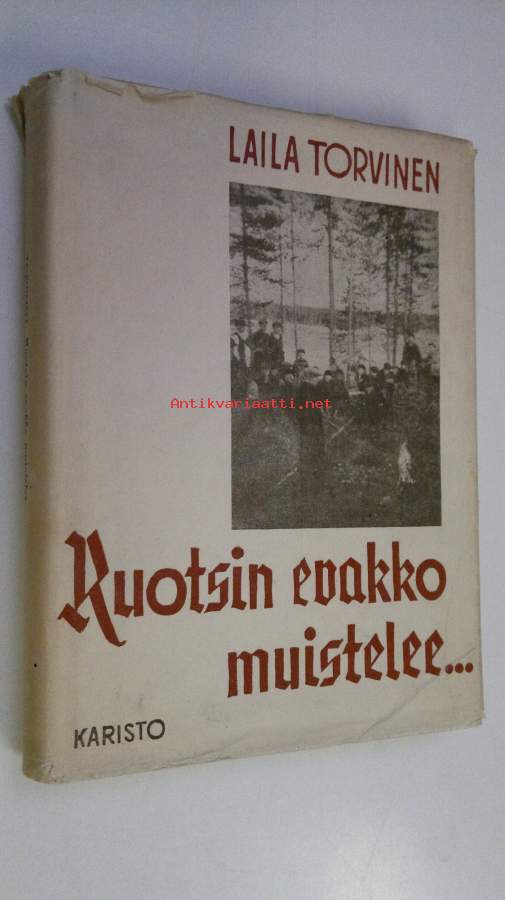 LAILA TORVINEN
Antikvariaatti.net
Ruotsin evakko
muistelee...
KARISTO